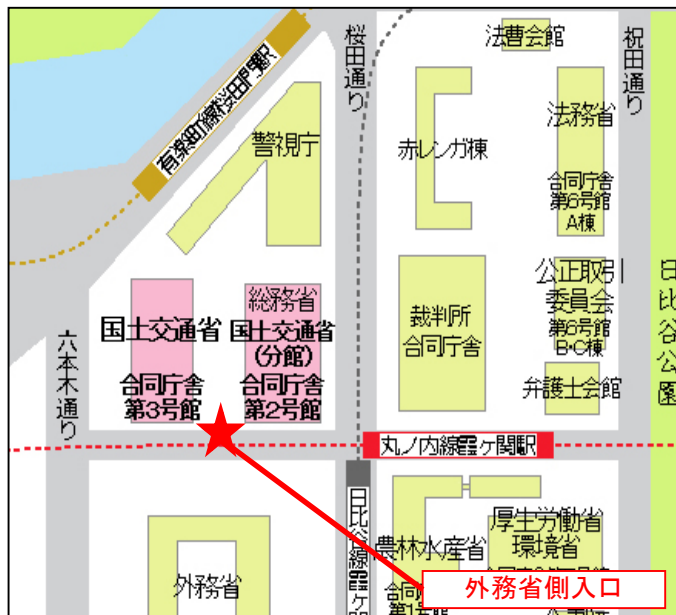 法曹会館
桜田通り
祝田通り
有楽町線桜田門駅
警視庁
赤レンガ棟
法務省
合同庁舎
第6号館
A棟
国土交通省
合同庁舎
第3号館
総務省
国土交通省
(分館)
合同庁舎
第2号館
裁判所
合同庁舎
公正取引
委員会
第6号館
B・C棟
日比谷公園
弁護士会館
六本木通り
丸ノ内線霞ヶ関駅
日比谷線霞ヶ
外務省
農林水産省
厚生労働省
環境省
外務省側入口